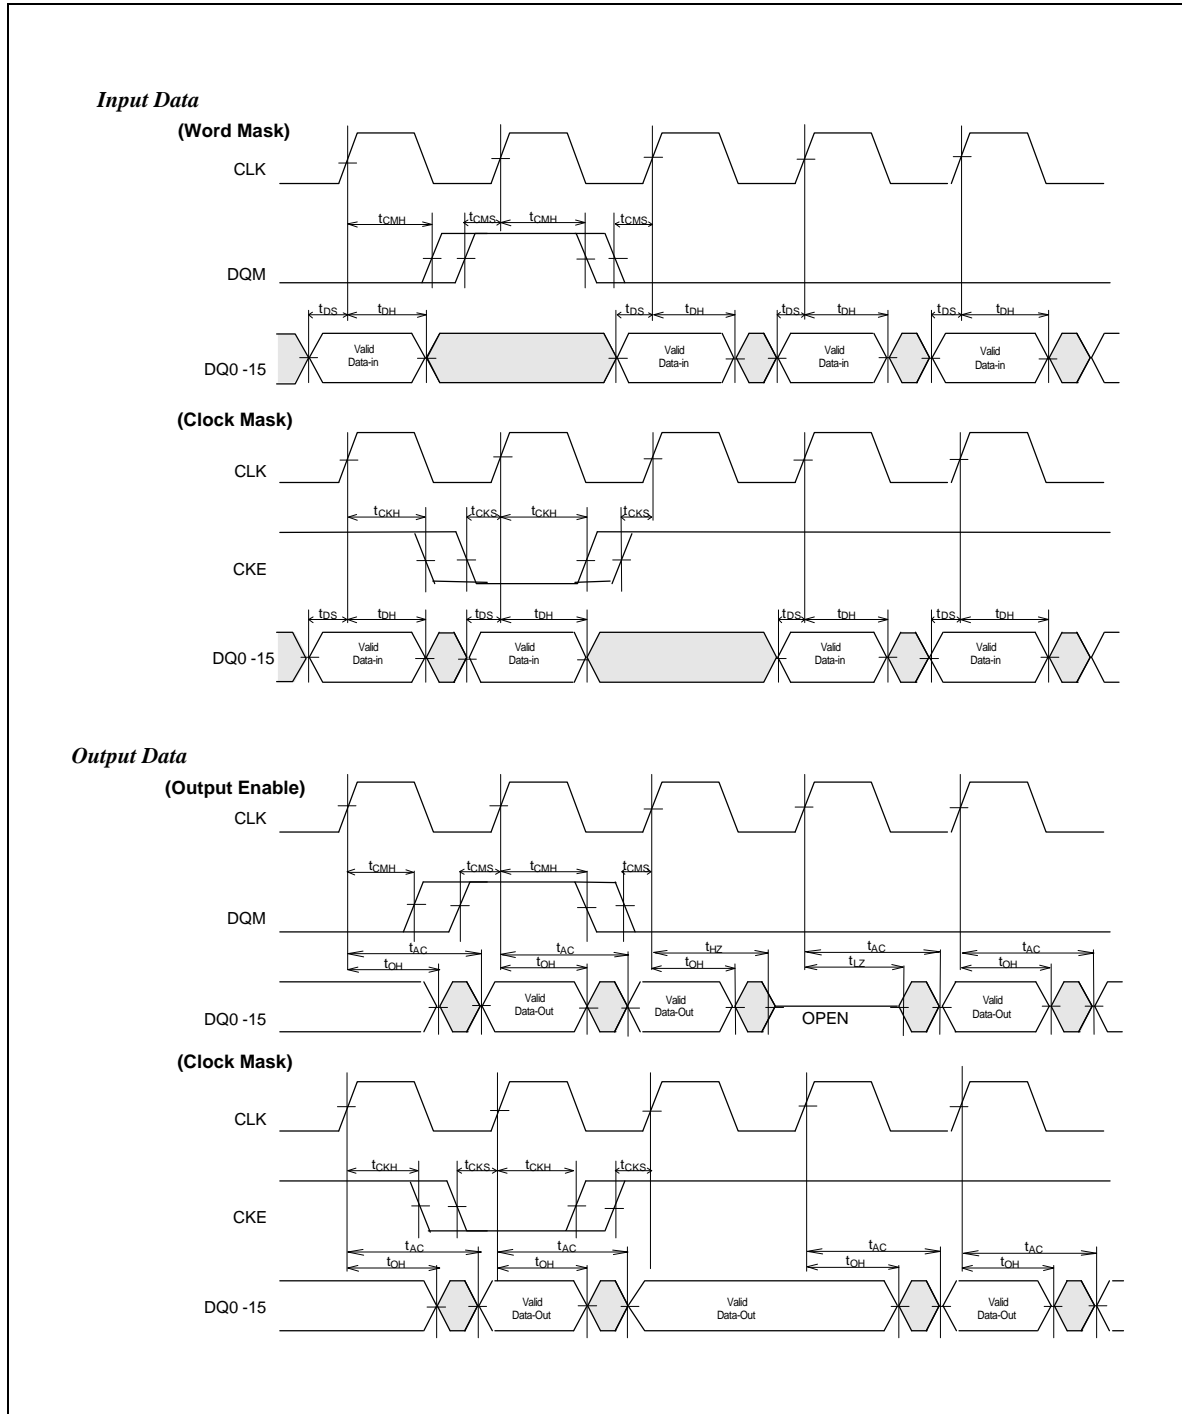 Input Data
(Word Mask)
CLK
tCMH tCMS tCMH tCMS
DQM
tDS tDH tDS tDH tDS tDH tDS tDH
Valid Data-in Valid Data-in Valid Data-in Valid Data-in
DQ0 -15
(Clock Mask)
CLK
tCKH tCKS tCKH tCKS
CKE
tDS tDH tDS tDH tDS tDH tDS tDH
Valid Data-in Valid Data-in Valid Data-in Valid Data-in
DQ0 -15
Output Data
(Output Enable)
CLK
tCMH tCMS tCMH tCMS
DQM
tAC tAC tHZ tAC tAC
tOH tOH tOH tLZ tOH
Valid Data-Out Valid Data-Out OPEN Valid Data-Out
DQ0 -15
(Clock Mask)
CLK
tCKH tCKS tCKH tCKS
CKE
tAC tAC tAC tAC
tOH tOH tOH tOH
Valid Data-Out Valid Data-Out Valid Data-Out
DQ0 -15